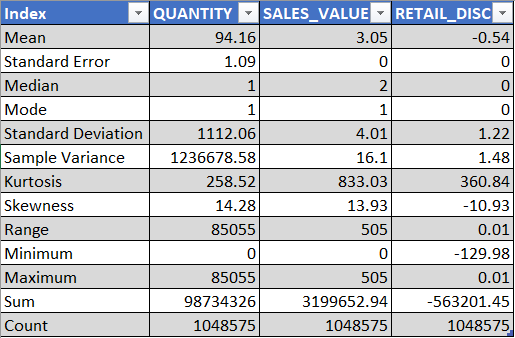 Index QUANTITY SALES_VALUE RETAIL_DISC
Mean 94.16 3.05 -0.54
Standard Error 1.09 0 0
Median 1 2 0
Mode 1 1 0
Standard Deviation 1112.06 4.01 1.22
Sample Variance 1236678.58 16.1 1.48
Kurtosis 258.52 833.03 360.84
Skewness 14.28 13.93 -10.93
Range 85055 505 0.01
Minimum 0 0 -129.98
Maximum 85055 505 0.01
Sum 98734326 3199652.94 -563201.45
Count 1048575 1048575 1048575